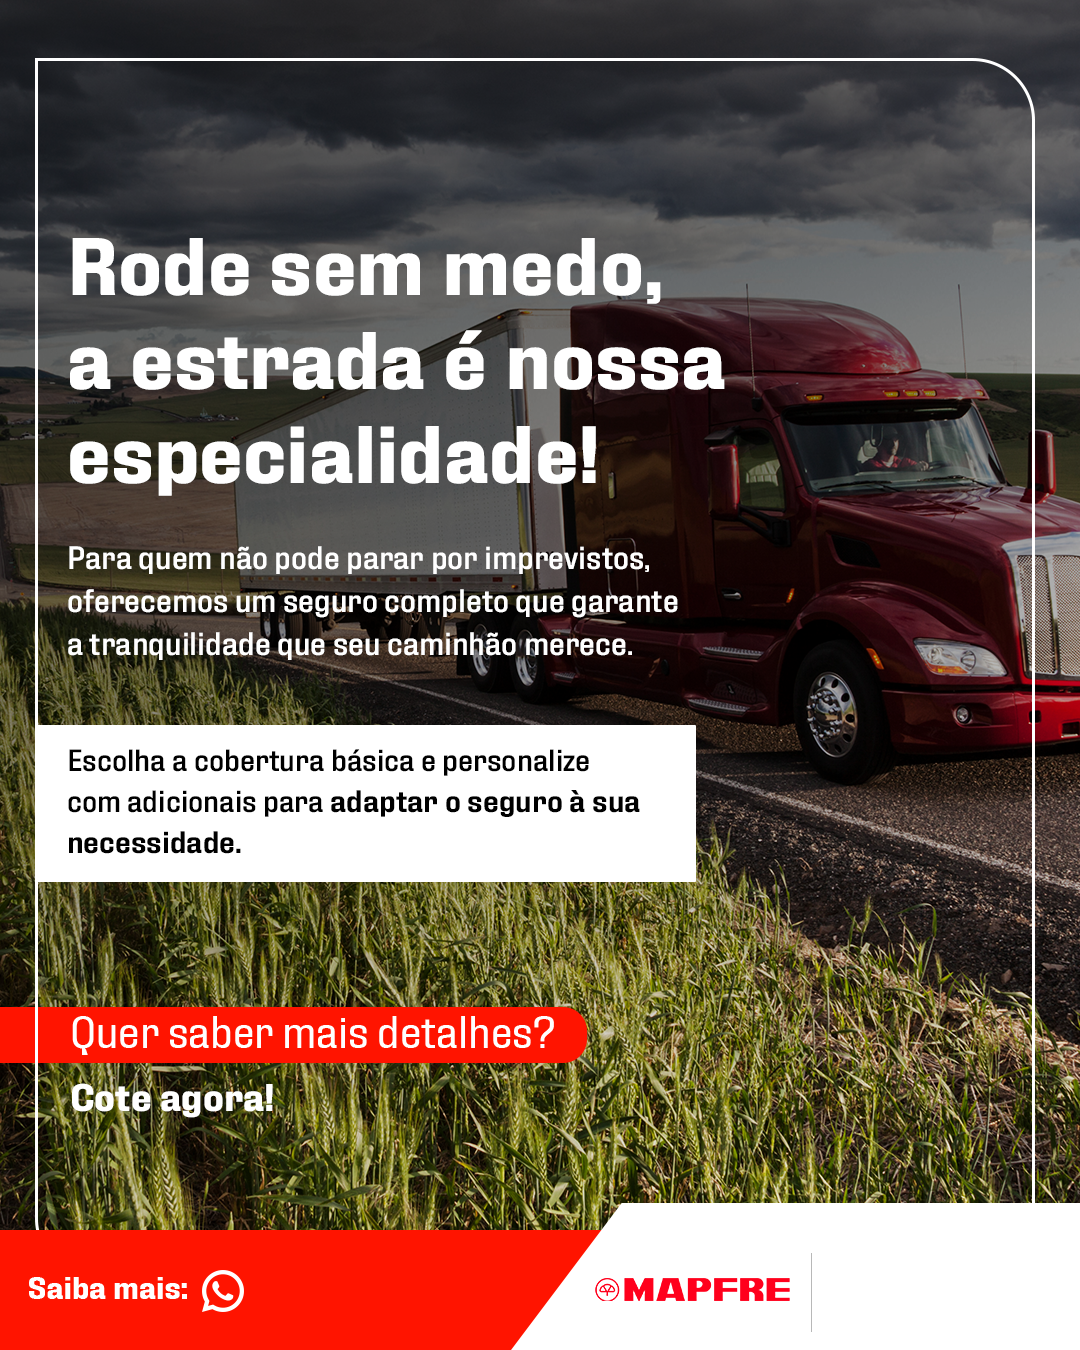 Rode sem medo,
a estrada é nossa
especialidade!
Para quem não pode parar por imprevistos,
oferecemos um seguro completo que garante
a tranquilidade que seu caminhão merece.
Escolha a cobertura básica e personalize
com adicionais para adaptar o seguro à sua
necessidade.
Quer saber mais detalhes?
Cote agora!
Saiba mais:
MAPFRE